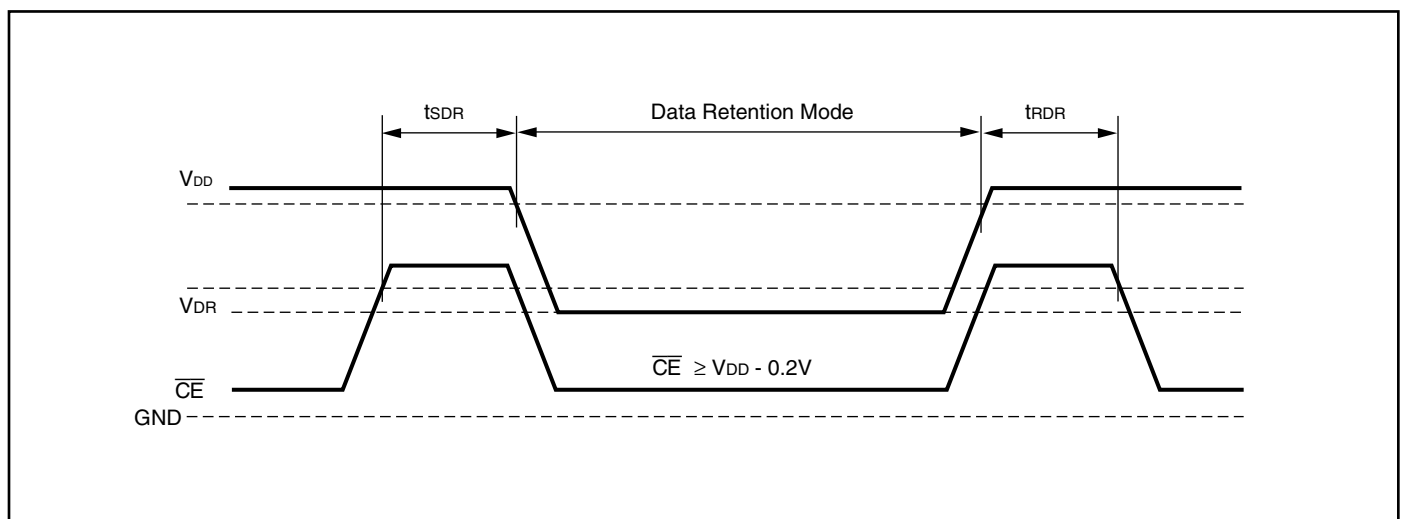 tSDR Data Retention Mode tRDR
VDD
VDR
CE ≥ VDD - 0.2V
CE
GND